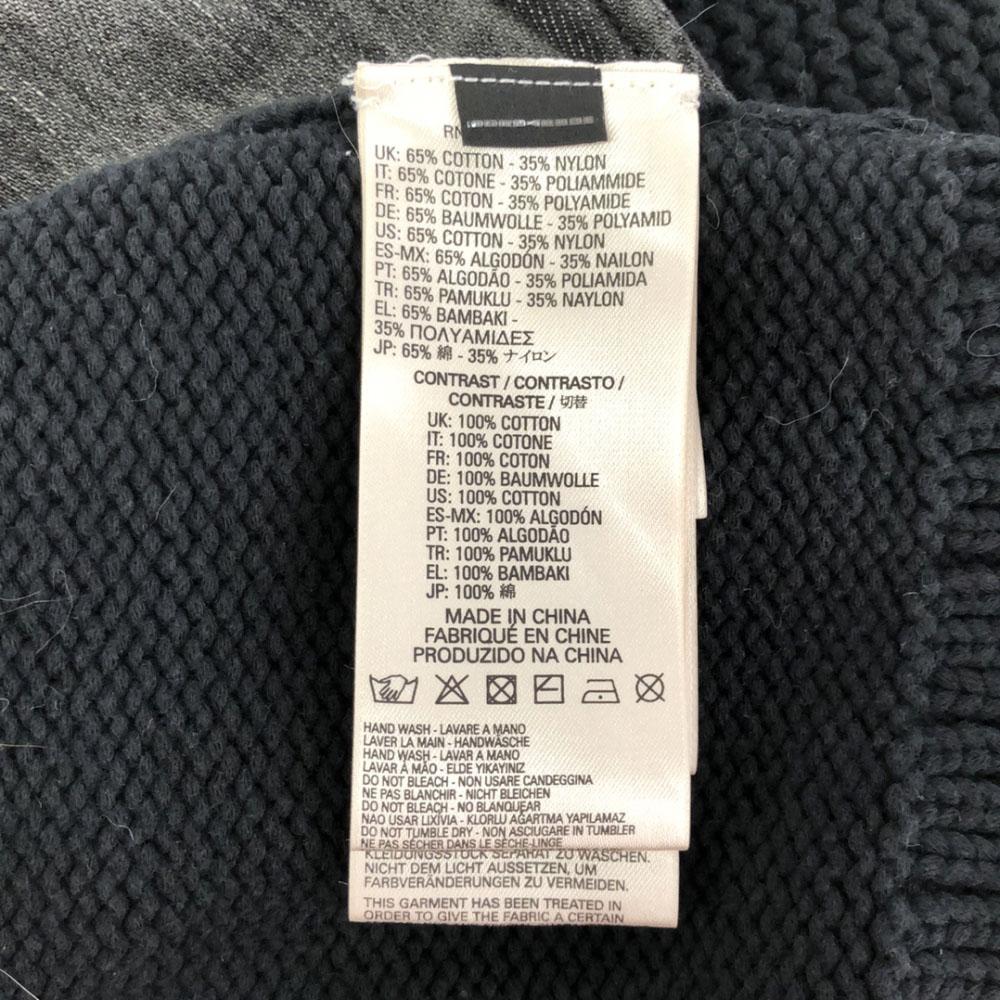 RN
UK: 65% COTTON - 35% NYLON
IT: 65% COTONE - 35% POLIAMMIDE
FR: 65% COTON - 35% POLYAMIDE
DE: 65% BAUMWOLLE - 35% POLYAMID
US: 65% COTTON - 35% NYLON
ES-MX: 65% ALGODÓN - 35% NAILON
PT: 65% ALGODÃO - 35% POLIAMIDA
TR: 65% PAMUKLU - 35% NAYLON
EL: 65% BAMBAKI -
35% ΠΟΛΥΑΜΙΔΕΣ
JP: 65% 綿 - 35% ナイロン
CONTRAST / CONTRASTO /
CONTRASTE / 切替
UK: 100% COTTON
IT: 100% COTONE
FR: 100% COTON
DE: 100% BAUMWOLLE
US: 100% COTTON
ES-MX: 100% ALGODÓN
PT: 100% ALGODÃO
TR: 100% PAMUKLU
EL: 100% BAMBAKI
JP: 100% 綿
MADE IN CHINA
FABRIQUÉ EN CHINE
PRODUZIDO NA CHINA
HAND WASH - LAVARE A MANO
LAVER LA MAIN - HANDWÄSCHE
HAND WASH - LAVAR A MANO
LAVAR À MÃO - ELDE YIKAYINIZ
DO NOT BLEACH - NON USARE CANDEGGINA
NE PAS BLANCHIR - NICHT BLEICHEN
DO NOT BLEACH - NO BLANQUEAR
NÃO USAR LIXÍVIA - KLORLU AĞARTMA YAPILAMAZ
DO NOT TUMBLE DRY - NON ASCIUGARE IN TUMBLER
NE PAS SÉCHER DANS LE SÈCHE-LINGE
KLEIDUNGSSTÜCK SEPARAT ZU WASCHEN.
NICHT DEM LICHT AUSSETZEN, UM
FARBVERÄNDERUNGEN ZU VERMEIDEN.
THIS GARMENT HAS BEEN TREATED IN
ORDER TO GIVE THE FABRIC A CERTAIN